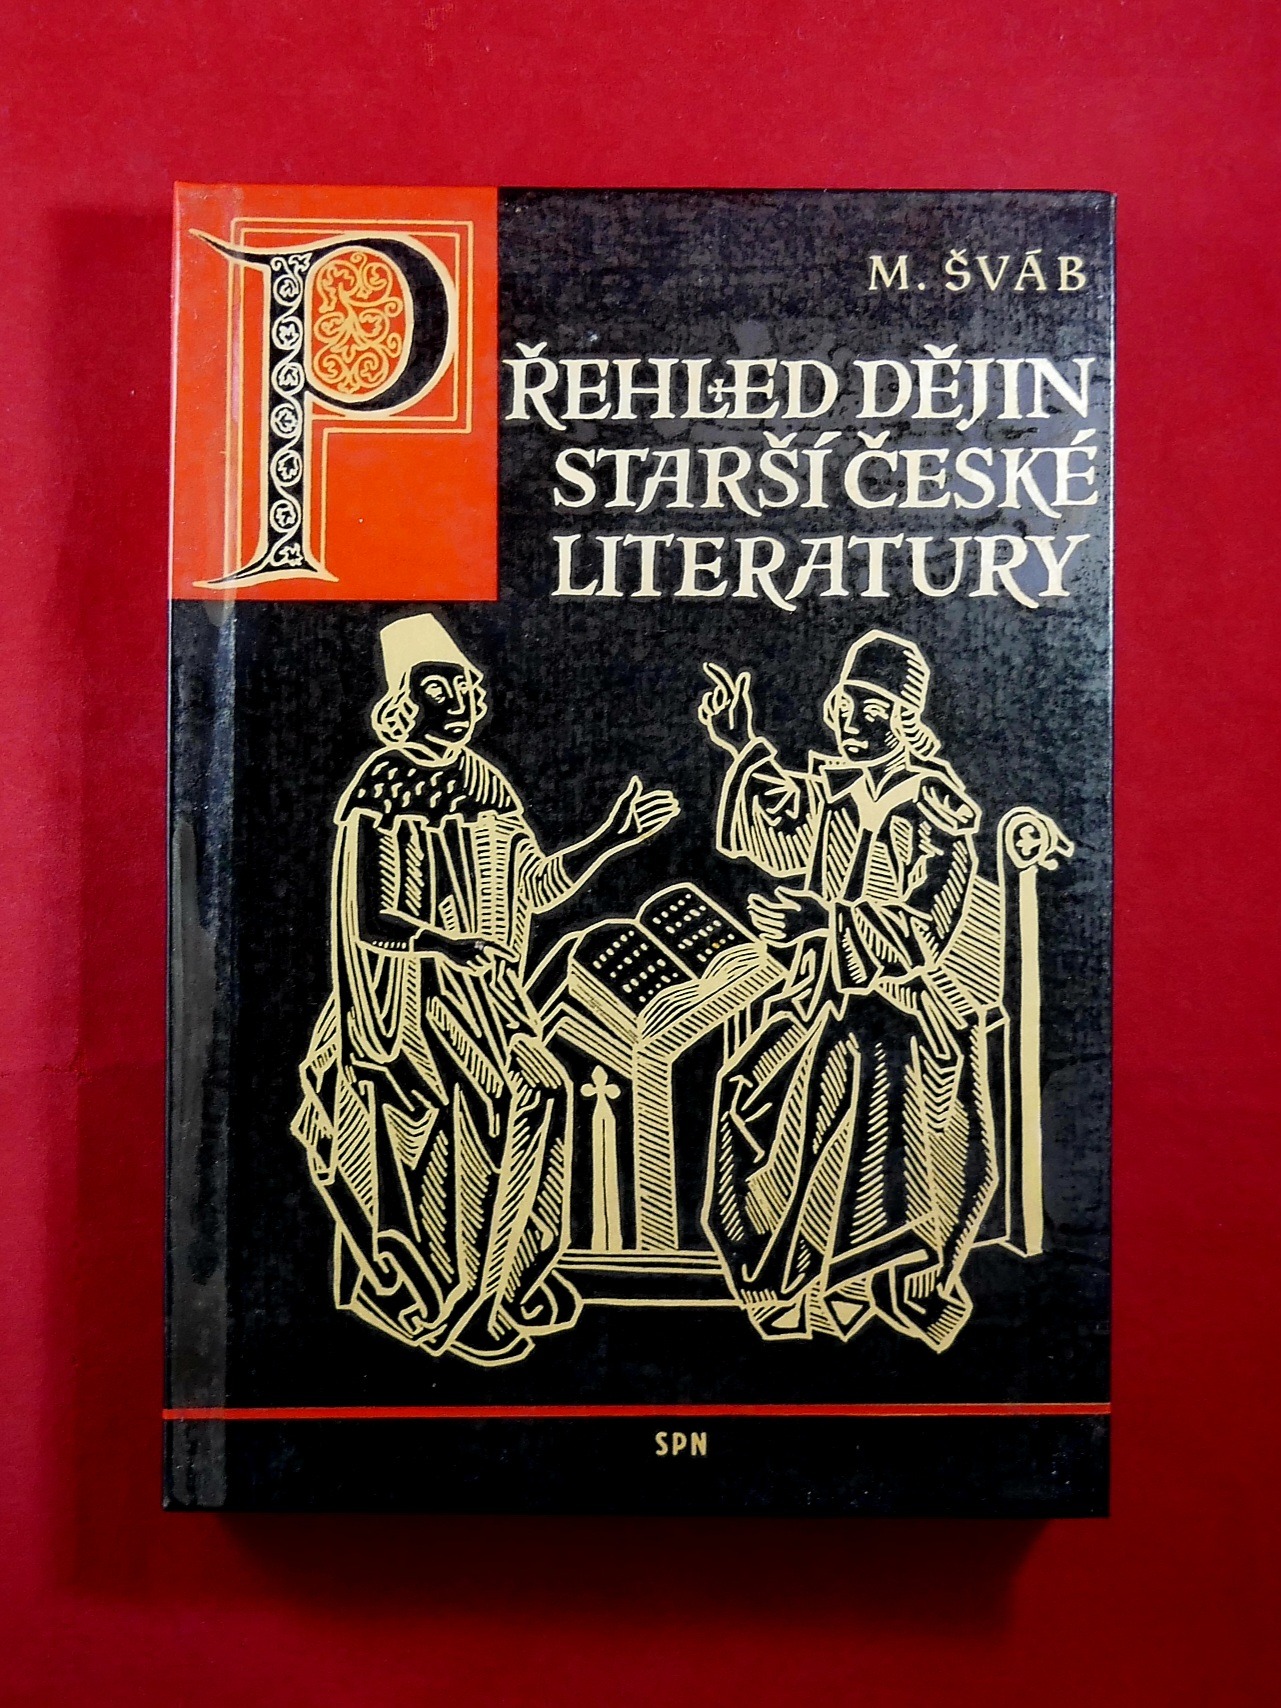 M. ŠVÁB
PŘEHLED DĚJIN
STARŠÍ ČESKÉ
LITERATURY
SPN